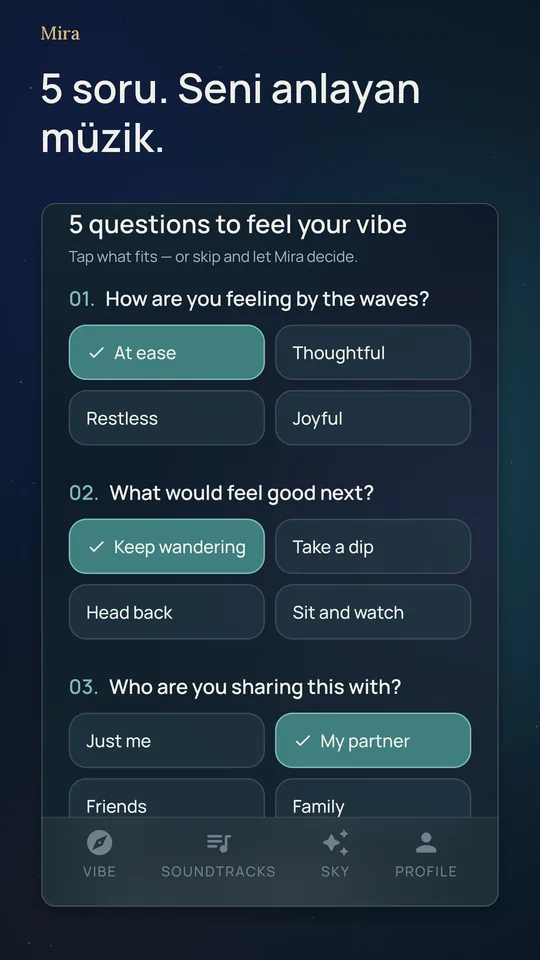 Mira
5 soru. Seni anlayan
müzik.
5 questions to feel your vibe
Tap what fits — or skip and let Mira decide.
01. How are you feeling by the waves?
At ease
Thoughtful
Restless
Joyful
02. What would feel good next?
Keep wandering
Take a dip
Head back
Sit and watch
03. Who are you sharing this with?
Just me
My partner
Friends
Family
VIBE
SOUNDTRACKS
SKY
PROFILE